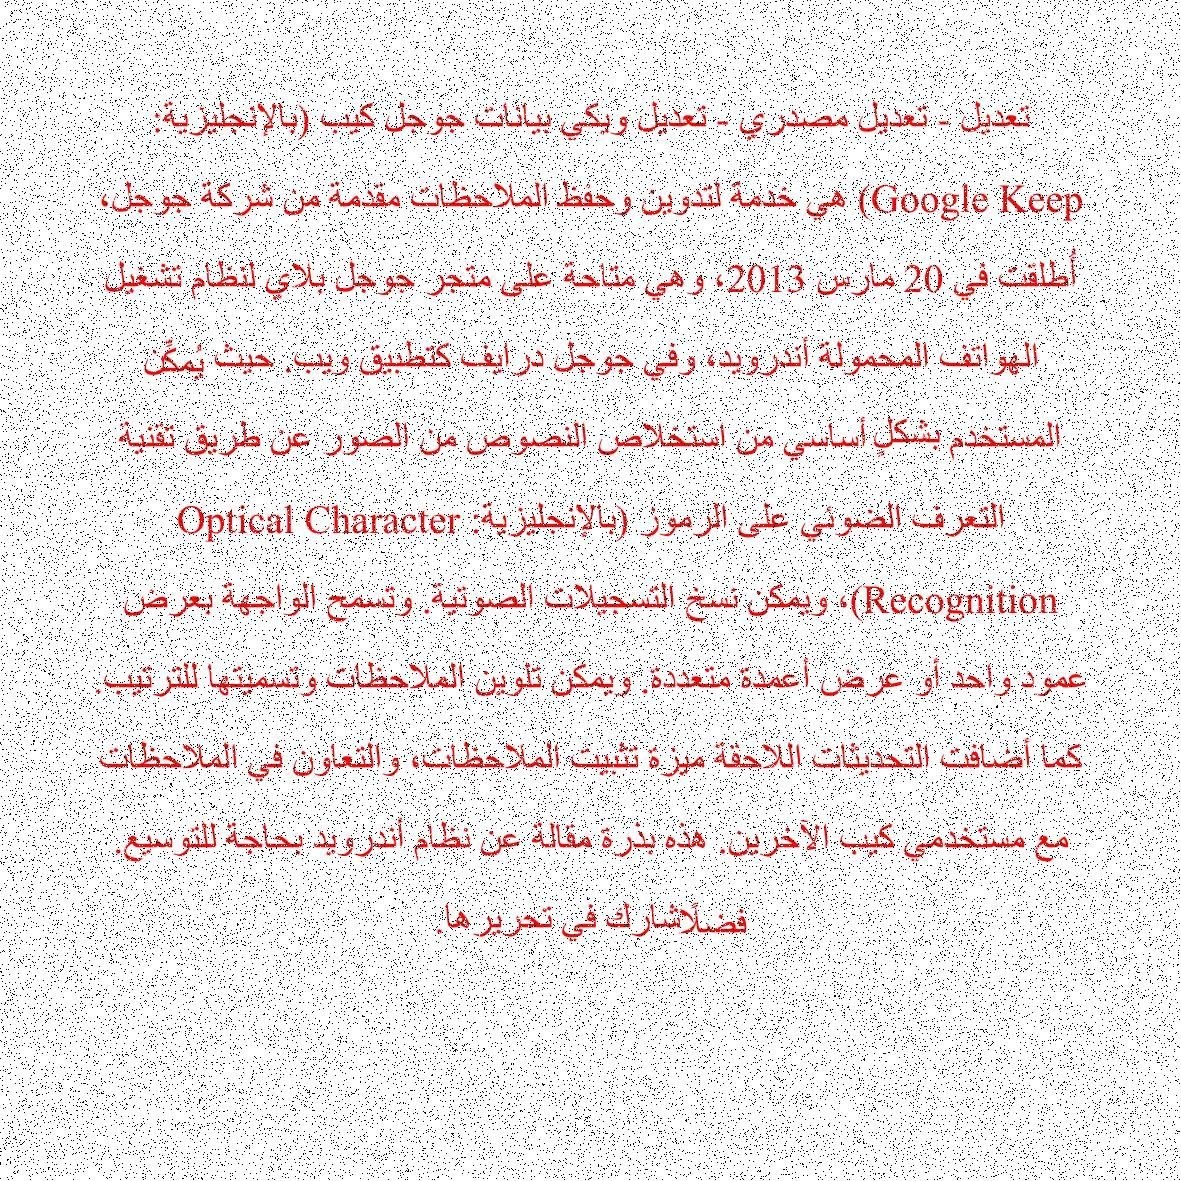 تعديل - تعديل مصدري - تعديل ويكي بيانات جوجل كيب (بالإنجليزية:
Google Keep) هي خدمة لتدوين وحفظ الملاحظات مقدمة من شركة جوجل،
أُطلقت في 20 مارس 2013، وهي متاحة على متجر جوجل بلاي لنظام تشغيل
الهواتف المحمولة أندرويد، وفي جوجل درايف كتطبيق ويب. حيث يُمكِّن
المستخدم بشكلٍ أساسي من استخلاص النصوص من الصور عن طريق تقنية
التعرف الضوئي على الرموز (بالإنجليزية: Optical Character
Recognition)، ويمكن نسخ التسجيلات الصوتية. وتسمح الواجهة بعرض
عمود واحد أو عرض أعمدة متعددة. ويمكن تلوين الملاحظات وتسميتها للترتيب.
كما أضافت التحديثات اللاحقة ميزة تثبيت الملاحظات، والتعاون في الملاحظات
مع مستخدمي كيب الآخرين. هذه بذرة مقالة عن نظام أندرويد بحاجة للتوسيع.
فضلًاشارك في تحريرها.